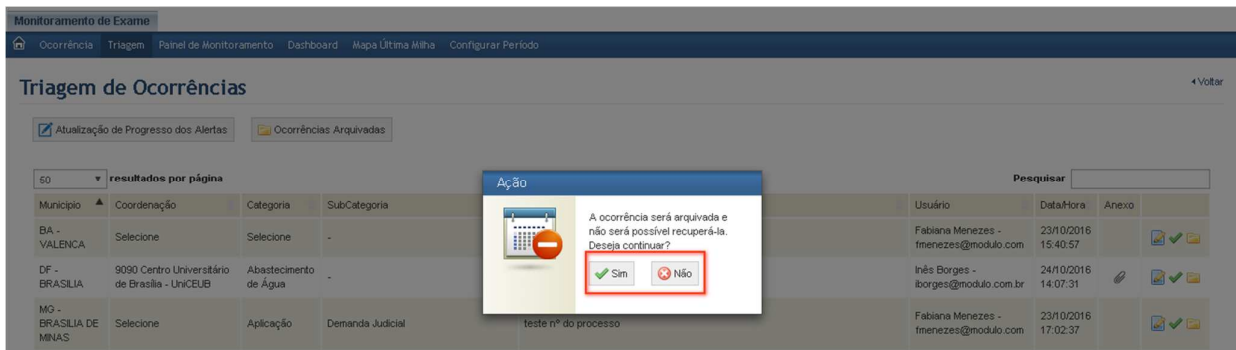 Monitoramento de Exame
Ocorrência Triagem Painel de Monitoramento Dashboard Mapa Última Milha Configurar Período
Triagem de Ocorrências
Voltar
Atualização de Progresso dos Alertas Ocorrências Arquivadas
50 resultados por página
Pesquisar
Ação
A ocorrência será arquivada e
não será possível recuperá-la.
Deseja continuar?
Sim Não
Municipio Coordenação Categoria SubCategoria Usuário Data/Hora Anexo
BA - VALENCA Selecione Selecione - Fabiana Menezes - fmenezes@modulo.com 23/10/2016 15:40:57
DF - BRASILIA 9090 Centro Universitário de Brasília - UniCEUB Abastecimento de Água - Inês Borges - iborges@modulo.com.br 24/10/2016 14:07:31
MG - BRASILIA DE MINAS Selecione Aplicação Demanda Judicial teste nº do processo Fabiana Menezes - fmenezes@modulo.com 23/10/2016 17:02:37